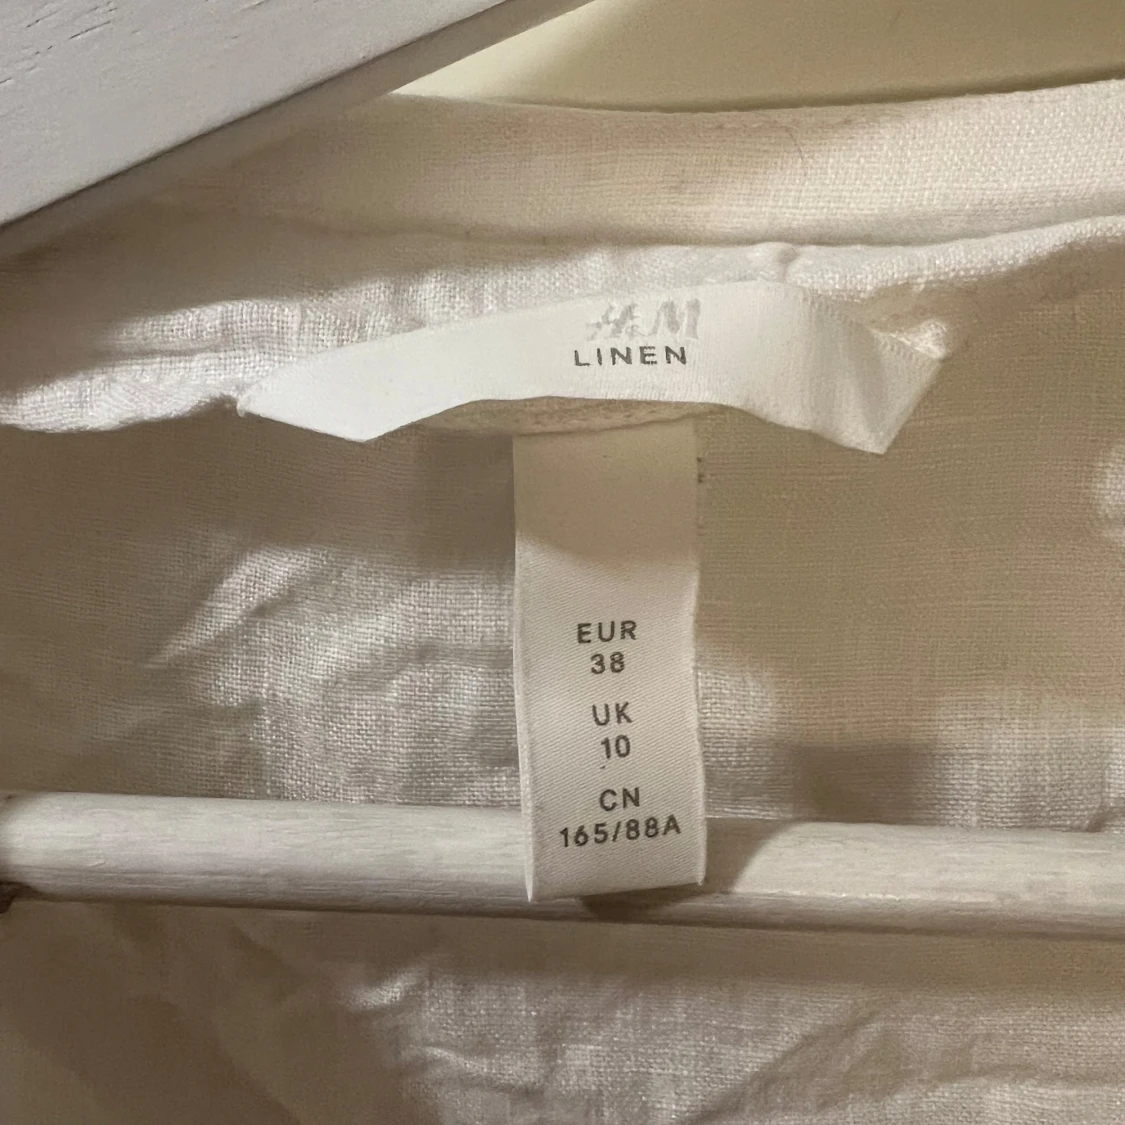 H&M
LINEN
EUR
38
UK
10
CN
165/88A